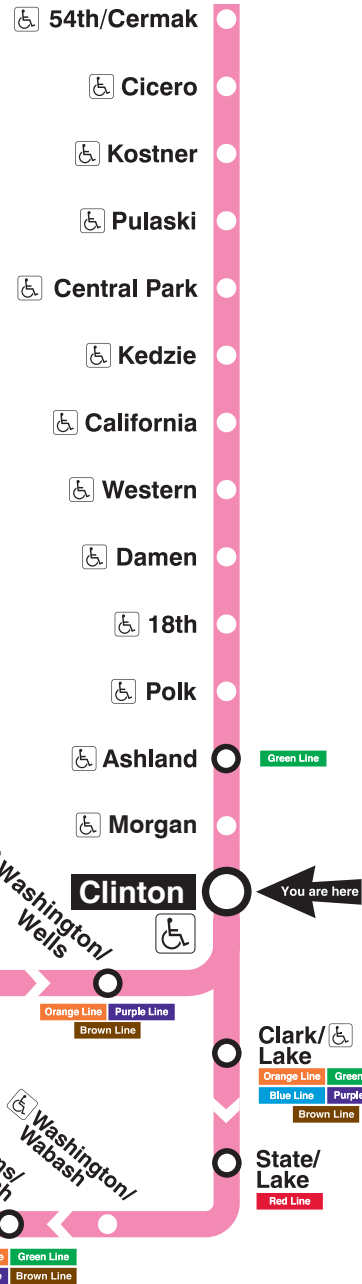 54th/Cermak
Cicero
Kostner
Pulaski
Central Park
Kedzie
California
Western
Damen
18th
Polk
Ashland
Green Line
Morgan
Clinton
You are here
Washington/
Wells
Orange Line
Purple Line
Brown Line
Clark/
Lake
Orange Line
Green
Blue Line
Purple
Brown Line
Washington/
Wabash
State/
Lake
Red Line
Green Line
Brown Line